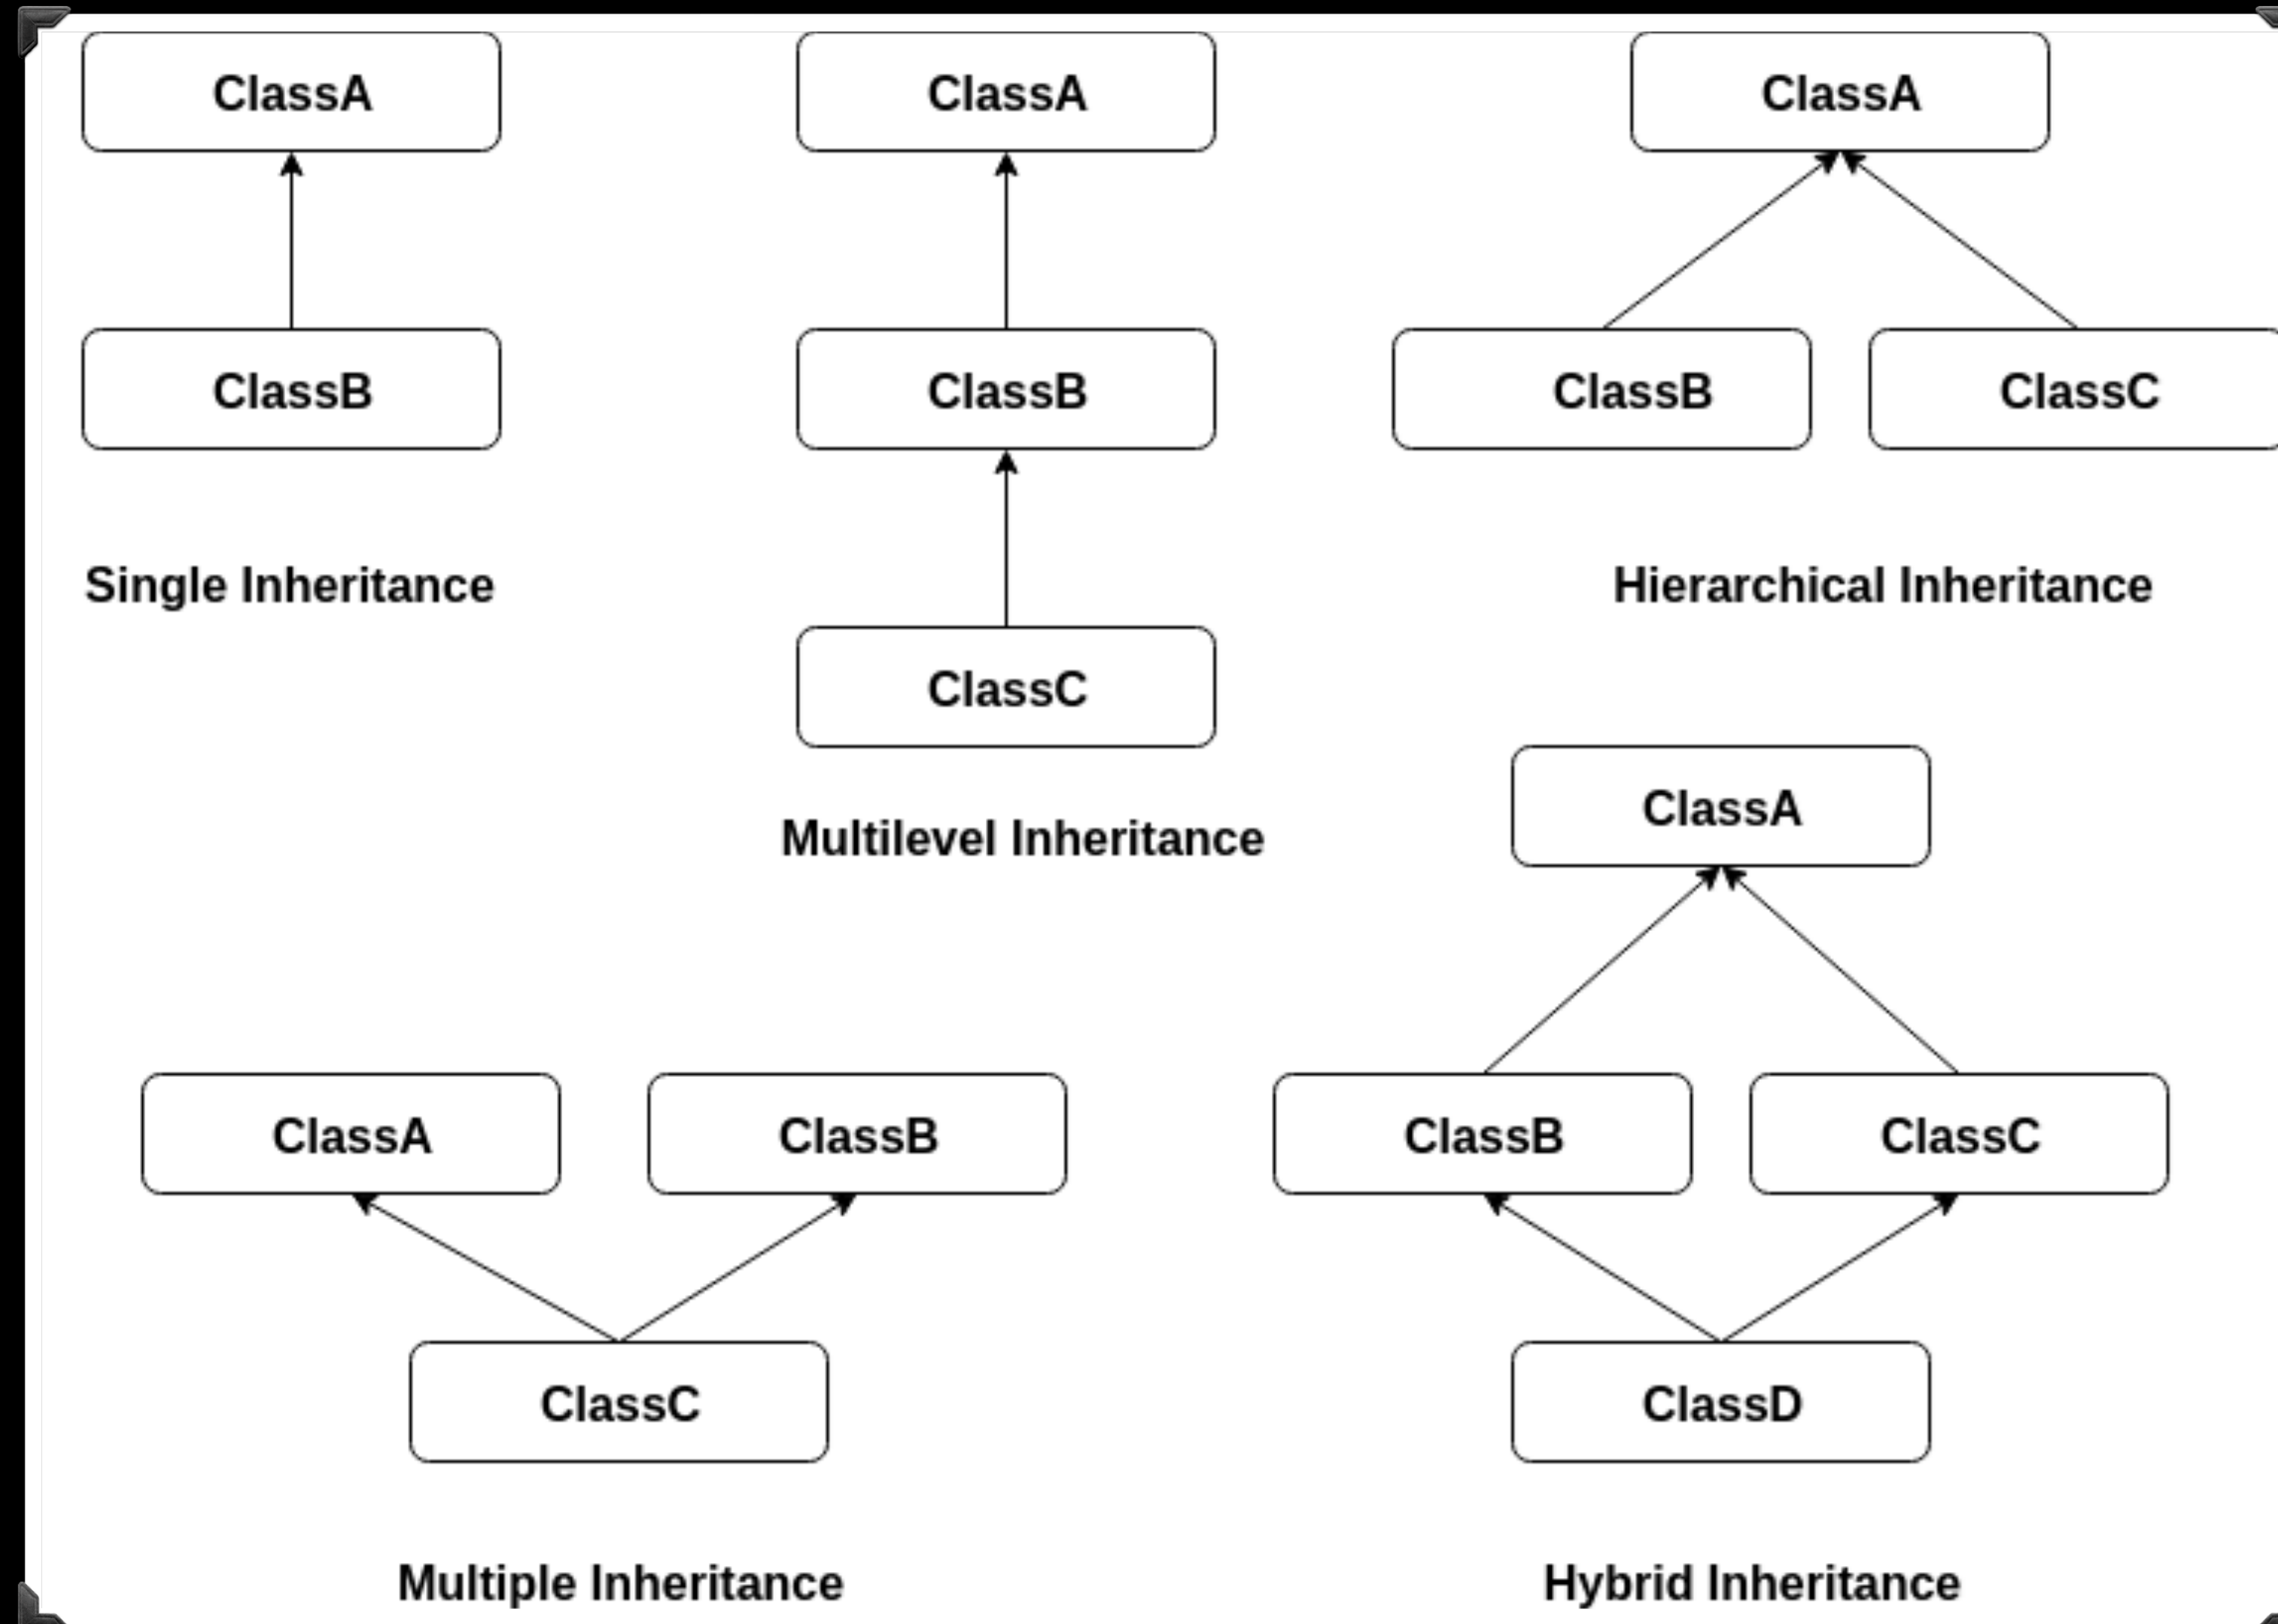 ClassA
ClassB
Single Inheritance
ClassA
ClassB
ClassC
Multilevel Inheritance
ClassA
ClassB
ClassC
Hierarchical Inheritance
ClassA
ClassB
ClassC
Multiple Inheritance
ClassA
ClassB
ClassC
ClassD
Hybrid Inheritance